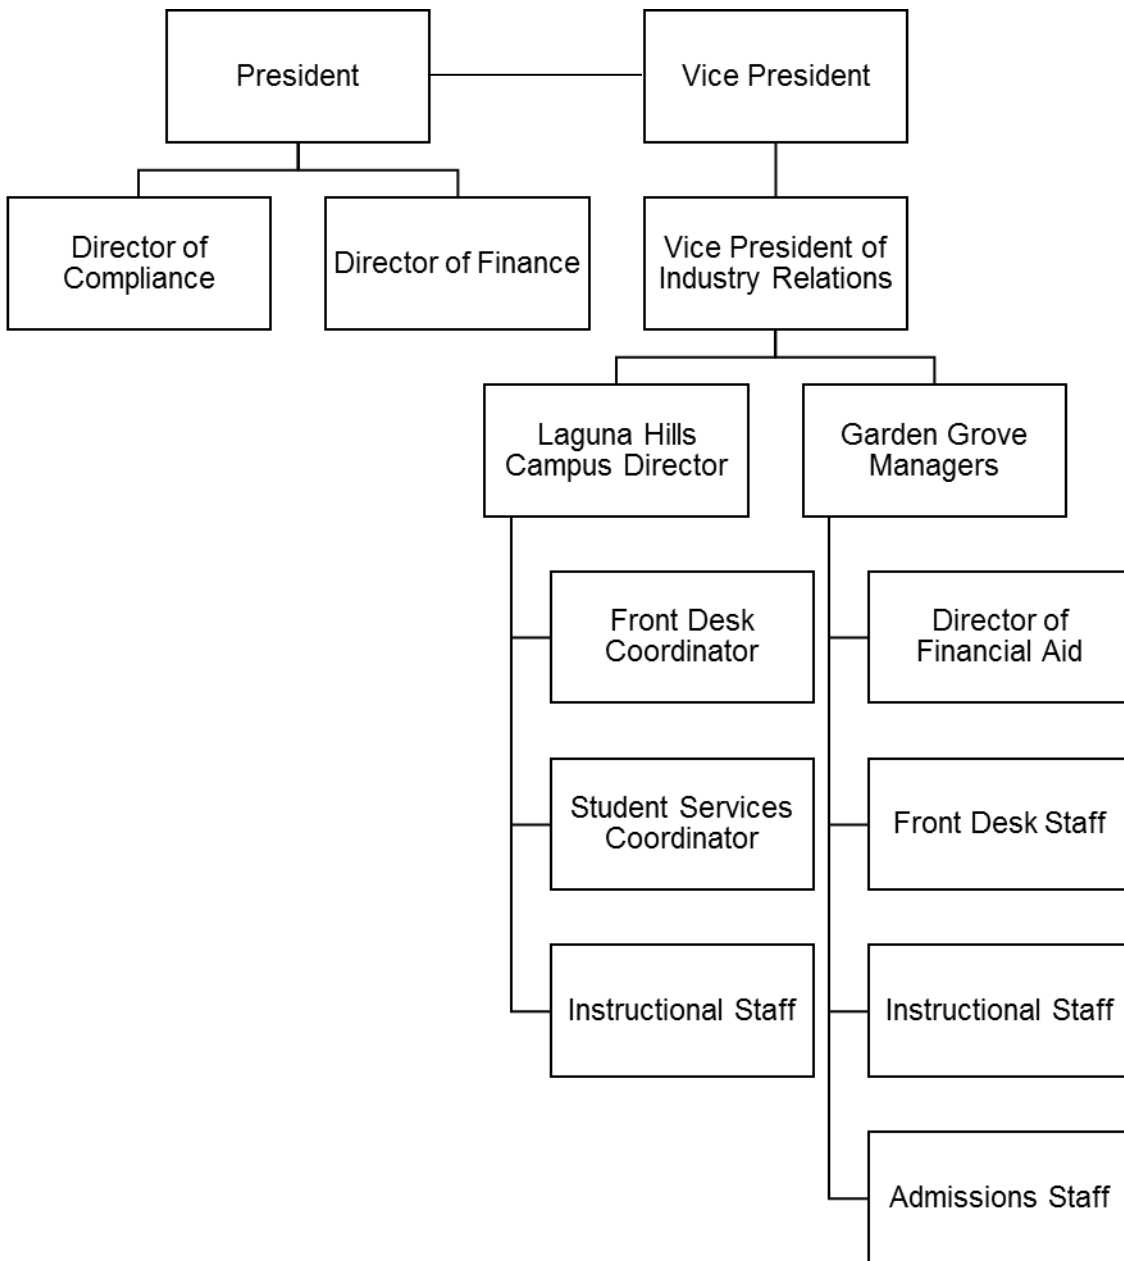 President
Vice President
Director of
Compliance
Director of Finance
Vice President of
Industry Relations
Laguna Hills
Campus Director
Garden Grove
Managers
Front Desk
Coordinator
Director of
Financial Aid
Student Services
Coordinator
Front Desk Staff
Instructional Staff
Instructional Staff
Admissions Staff